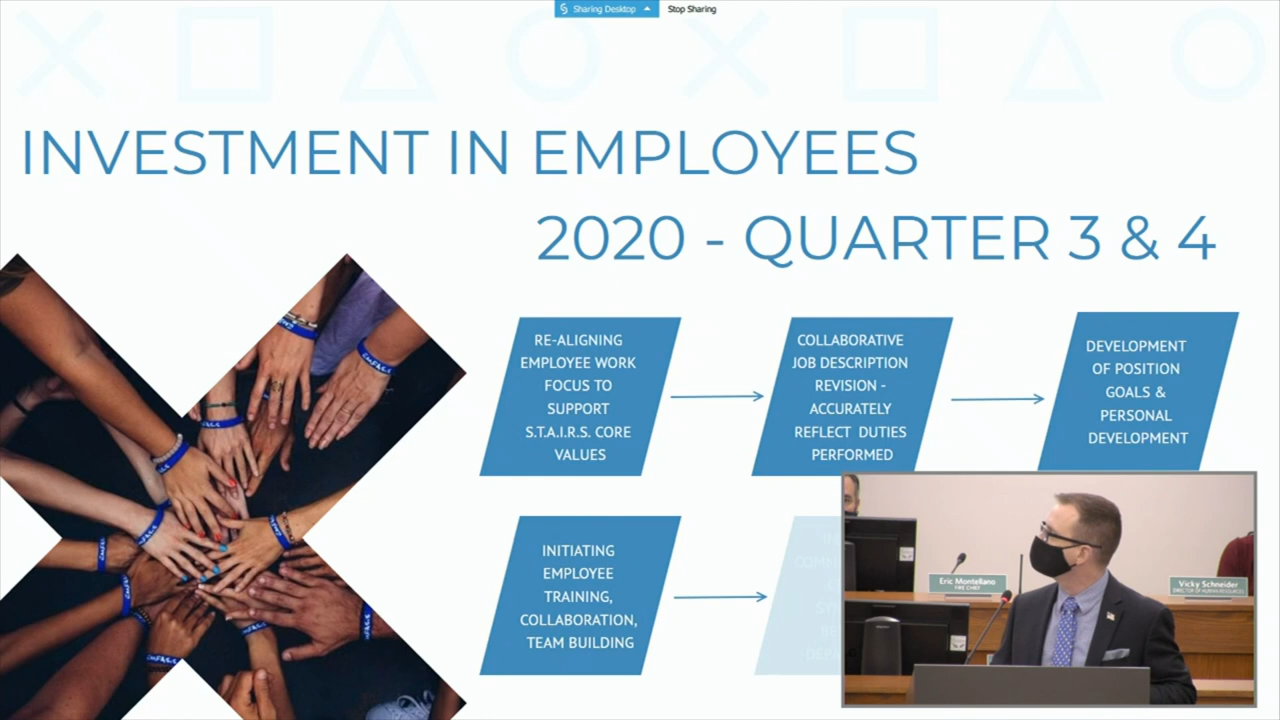 Sharing Desktop Stop Sharing
INVESTMENT IN EMPLOYEES
2020 - QUARTER 3 & 4
RE-ALIGNING
EMPLOYEE WORK
FOCUS TO
SUPPORT
S.T.A.I.R.S. CORE
VALUES
COLLABORATIVE
JOB DESCRIPTION
REVISION -
ACCURATELY
REFLECT DUTIES
PERFORMED
DEVELOPMENT
OF POSITION
GOALS &
PERSONAL
DEVELOPMENT
INITIATING
EMPLOYEE
TRAINING,
COLLABORATION,
TEAM BUILDING
Eric Montellano
FIRE CHIEF
Vicky Schneider
DIRECTOR OF HUMAN RESOURCES